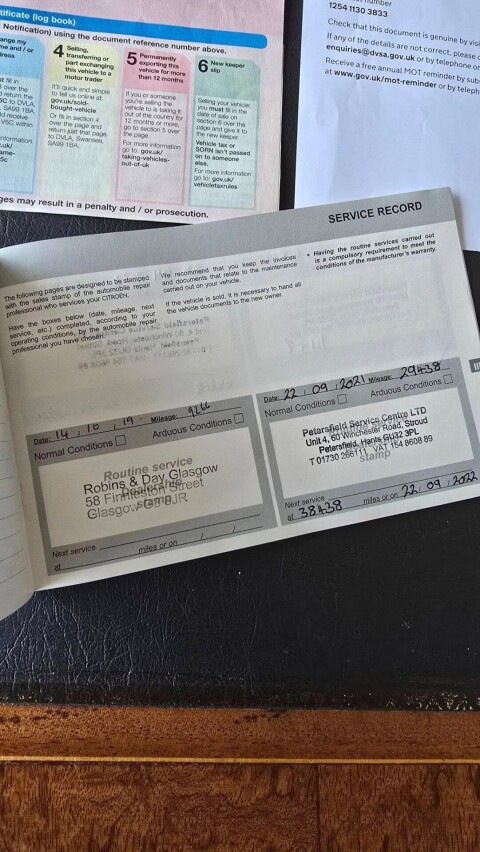 tificate (log book)
Notification) using the document reference number above.
4 Selling,
transferring or
part exchanging
this vehicle to a
motor trader
It's quick and simple
to tell us online at:
gov.uk/sold-
bought-vehicle
Or fill in section 4
over the page and
return just that page
to DVLA, Swansea,
SA99 1BA.
5 Permanently
exporting this
vehicle for more
than 12 months
If you or someone
you're selling the
vehicle to is taking it
out of the country for
12 months or more,
go to section 5 over
the page.
For more information
go to: gov.uk/
taking-vehicles-
out-of-uk
6 New keeper
slip
Selling your vehicle:
you must fill in the
date of sale on
section 6 over the
page and give it to
the new keeper.
Vehicle tax or
SORN isn't passed
on to someone
else.
For more information
go to: gov.uk/
vehicletaxrules
ges may result in a penalty and / or prosecution.
number
1254 1130 3833
Check that this document is genuine by visi
If any of the details are not correct, please c
enquiries@dvsa.gov.uk or by telephone or
Receive a free annual MOT reminder by sub
at www.gov.uk/mot-reminder or by teleph
SERVICE RECORD
The following pages are designed to be stamped
with the sales stamp of the automobile repair
professional who services your CITROËN.
Have the boxes below (date, mileage, next
service, etc.) completed, according to your
operating conditions, by the automobile repair
professional you have chosen.
We recommend that you keep the invoices
and documents that relate to the maintenance
carried out on your vehicle.
If the vehicle is sold, it is necessary to hand all
the vehicle documents to the new owner.
• Having the routine services carried out
is a compulsory requirement to meet the
conditions of the manufacturer's warranty.
Date: 14 / 10 / 19 Mileage: 9266
Normal Conditions Arduous Conditions
Routine service
Dealership
stamp
Robins & Day Glasgow
58 Finnieston Street
Glasgow G3 8JR
Next service
at miles or on / /
Date: 22 / 09 / 2021 Mileage: 29438
Normal Conditions Arduous Conditions
Petersfield Service Centre LTD
Unit 4, 60 Winchester Road, Stroud
Petersfield, Hants GU32 3PL
T 01730 266111 VAT 154 8608 89
stamp
Next service
at 38438 miles or on 22 / 09 / 2022